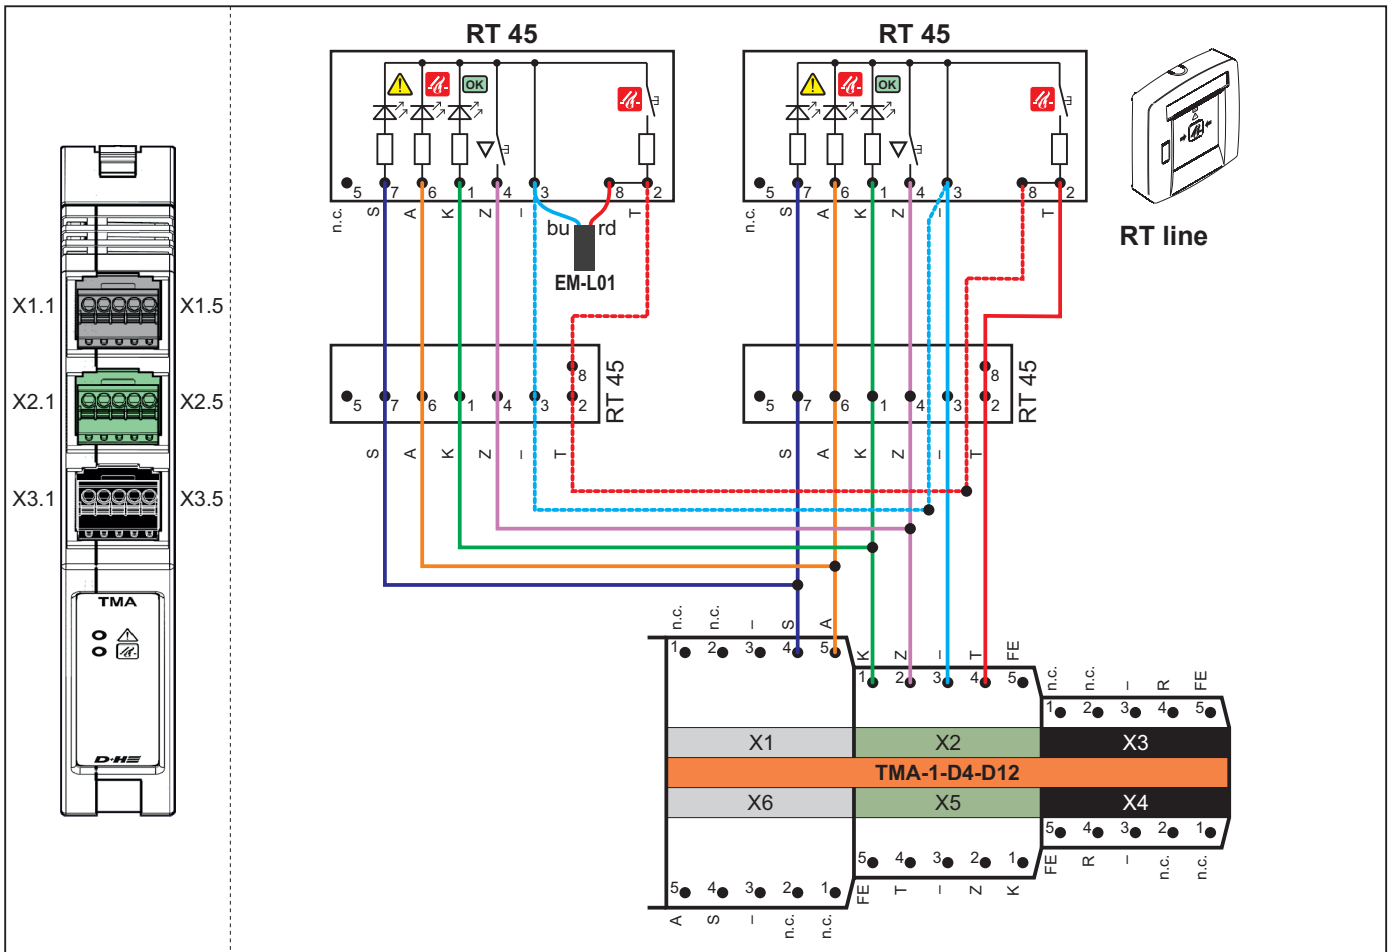 RT 45
RT 45
OK
OK
5 7 6 1 4 3 8 2
5 7 6 1 4 3 8 2
n.c. S A K Z – T
n.c. S A K Z – T
bu rd
EM-L01
RT line
X1.1 X1.5
X2.1 X2.5
X3.1 X3.5
8
5 7 6 1 4 3 2
RT 45
8
5 7 6 1 4 3 2
RT 45
S A K Z – T
S A K Z – T
TMA
D+H
n.c. n.c. – S A
1 2 3 4 5
K Z – T FE
1 2 3 4 5
n.c. n.c. – R FE
1 2 3 4 5
X1 X2 X3
TMA-1-D4-D12
X6 X5 X4
5 4 3 2 1
FE R – n.c. n.c.
5 4 3 2 1
FE T – Z K
5 4 3 2 1
A S – n.c. n.c.